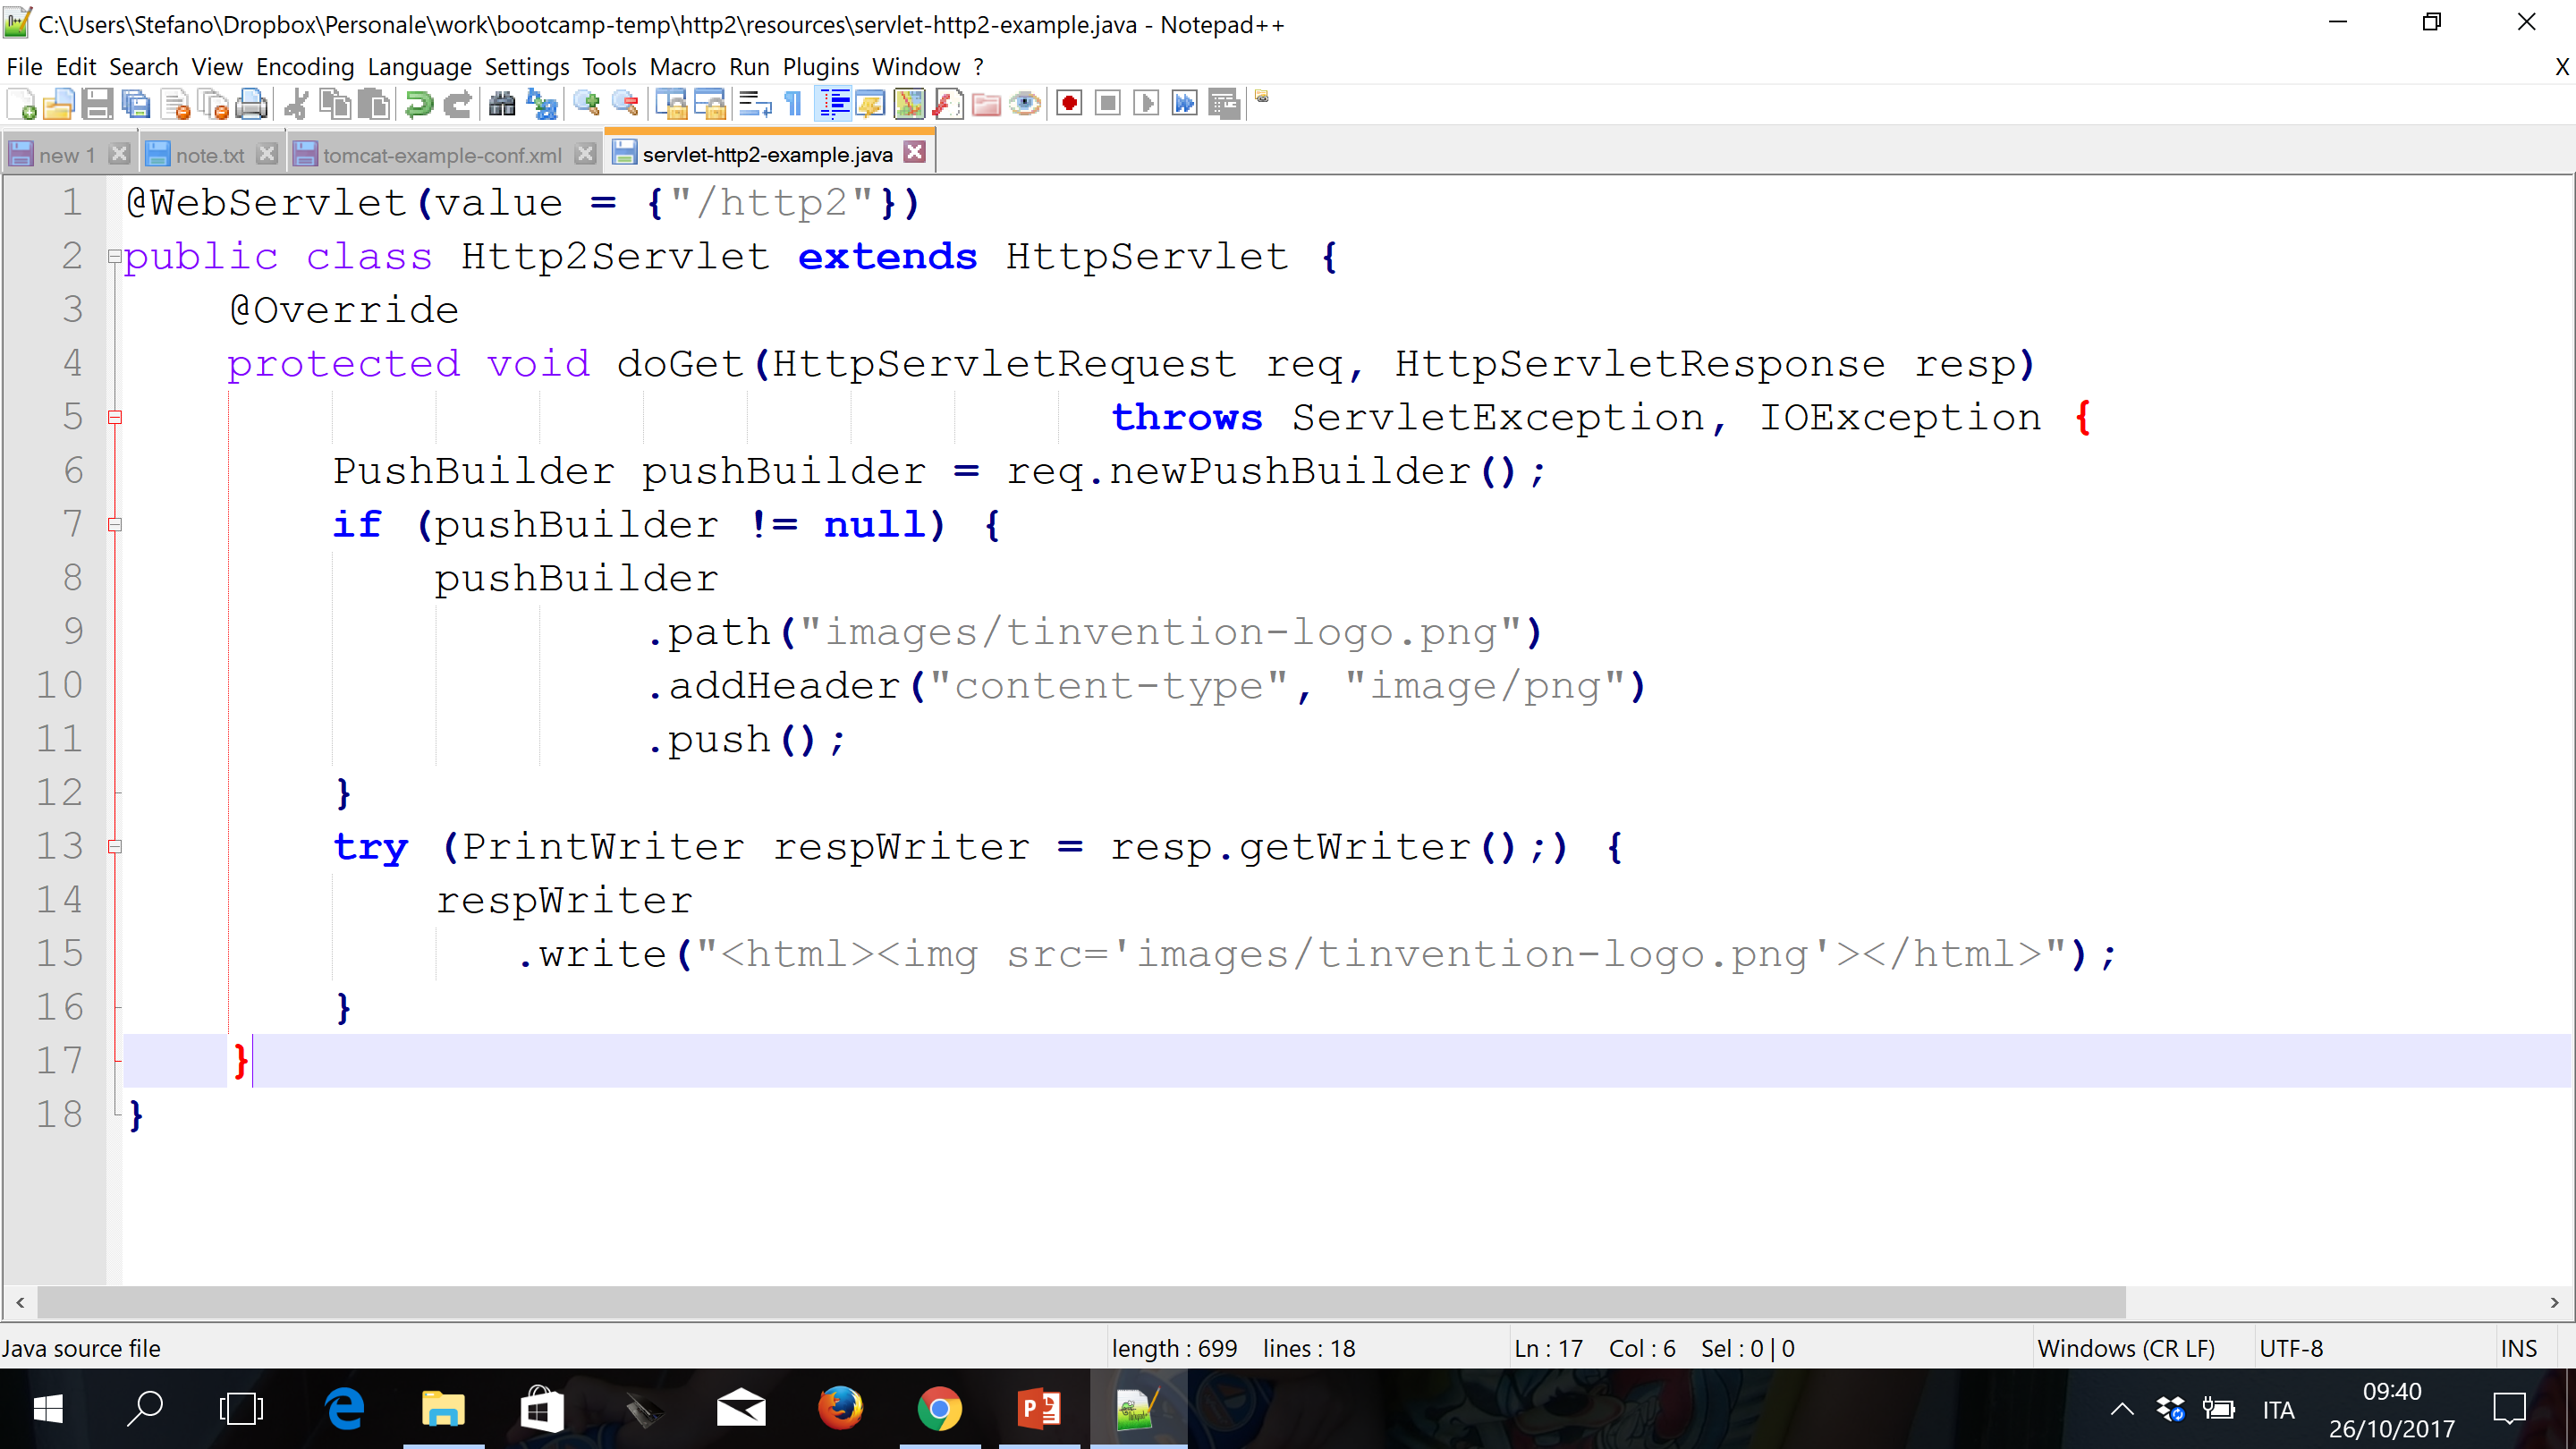 C:\Users\Stefano\Dropbox\Personale\work\bootcamp-temp\http2\resources\servlet-http2-example.java - Notepad++
File Edit Search View Encoding Language Settings Tools Macro Run Plugins Window ? X
new 1 note.txt tomcat-example-conf.xml servlet-http2-example.java
1 @WebServlet(value = {"/http2"})
2 public class Http2Servlet extends HttpServlet {
3 @Override
4 protected void doGet(HttpServletRequest req, HttpServletResponse resp)
5 throws ServletException, IOException {
6 PushBuilder pushBuilder = req.newPushBuilder();
7 if (pushBuilder != null) {
8 pushBuilder
9 .path("images/tinvention-logo.png")
10 .addHeader("content-type", "image/png")
11 .push();
12 }
13 try (PrintWriter respWriter = resp.getWriter();) {
14 respWriter
15 .write("<html><img src='images/tinvention-logo.png'></html>");
16 }
17 }
18 }
Java source file length : 699 lines : 18 Ln : 17 Col : 6 Sel : 0 | 0 Windows (CR LF) UTF-8 INS
ITA 09:40
26/10/2017